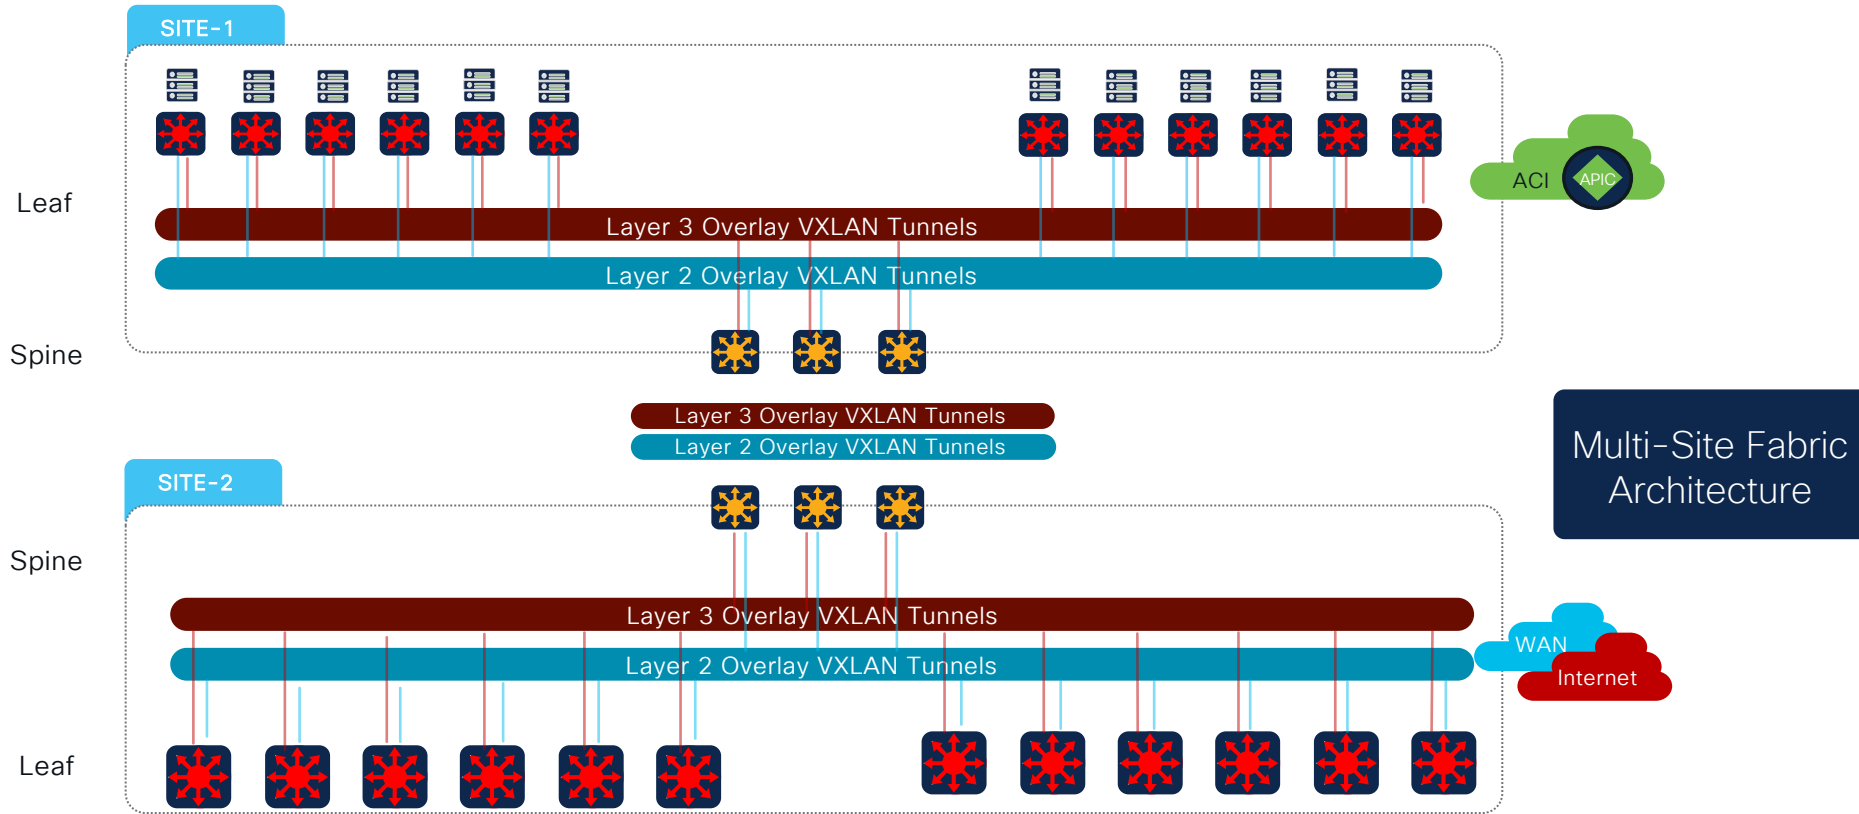 SITE-1
Leaf
ACI
APIC
Layer 3 Overlay VXLAN Tunnels
Layer 2 Overlay VXLAN Tunnels
Spine
Layer 3 Overlay VXLAN Tunnels
Layer 2 Overlay VXLAN Tunnels
Multi-Site Fabric
Architecture
SITE-2
Spine
Layer 3 Overlay VXLAN Tunnels
Layer 2 Overlay VXLAN Tunnels
WAN
Internet
Leaf